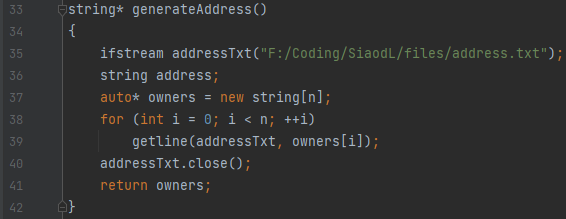 33 string* generateAddress()
34 {
35     ifstream addressTxt("F:/Coding/SiaodL/files/address.txt");
36     string address;
37     auto* owners = new string[n];
38     for (int i = 0; i < n; ++i)
39         getline(addressTxt, owners[i]);
40     addressTxt.close();
41     return owners;
42 }